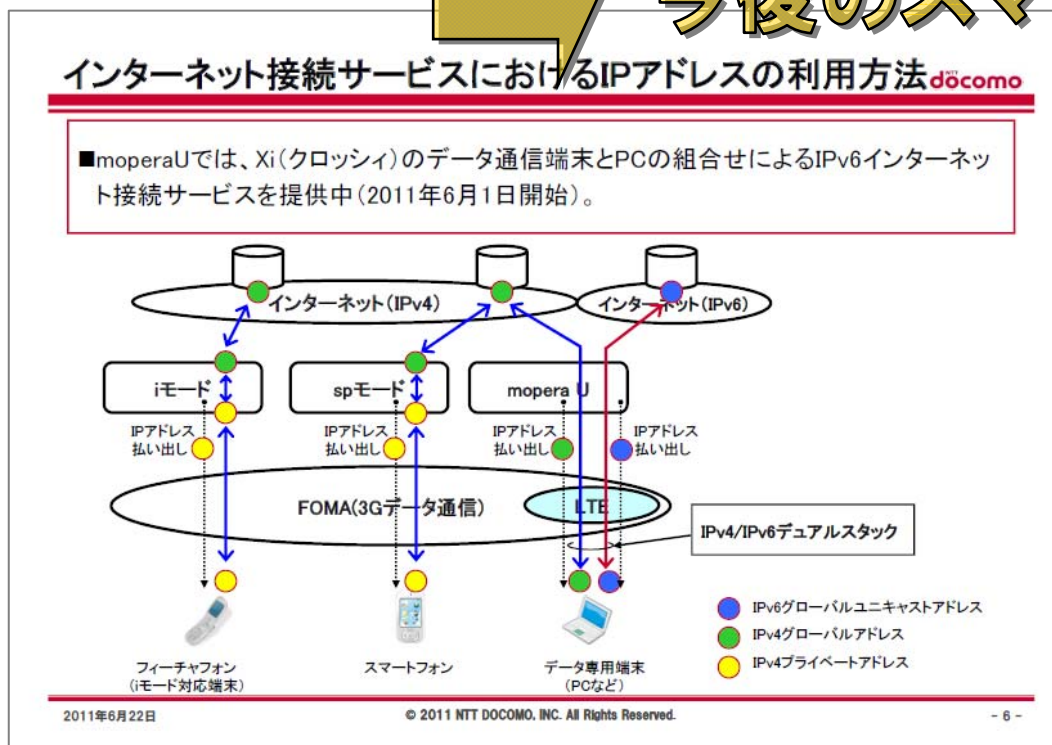 今後のスマ
インターネット接続サービスにおけるIPアドレスの利用方法
NTT
döcomo
■moperaUでは、Xi(クロッシィ)のデータ通信端末とPCの組合せによるIPv6インターネッ
ト接続サービスを提供中(2011年6月1日開始)。
インターネット(IPv4)
インターネット(IPv6)
iモード
spモード
mopera U
IPアドレス
払い出し
IPアドレス
払い出し
IPアドレス
払い出し
IPアドレス
払い出し
FOMA(3Gデータ通信)
LTE
IPv4/IPv6デュアルスタック
IPv6グローバルユニキャストアドレス
IPv4グローバルアドレス
IPv4プライベートアドレス
フィーチャフォン
(iモード対応端末)
スマートフォン
データ専用端末
(PCなど)
2011年6月22日
© 2011 NTT DOCOMO, INC. All Rights Reserved.
- 6 -